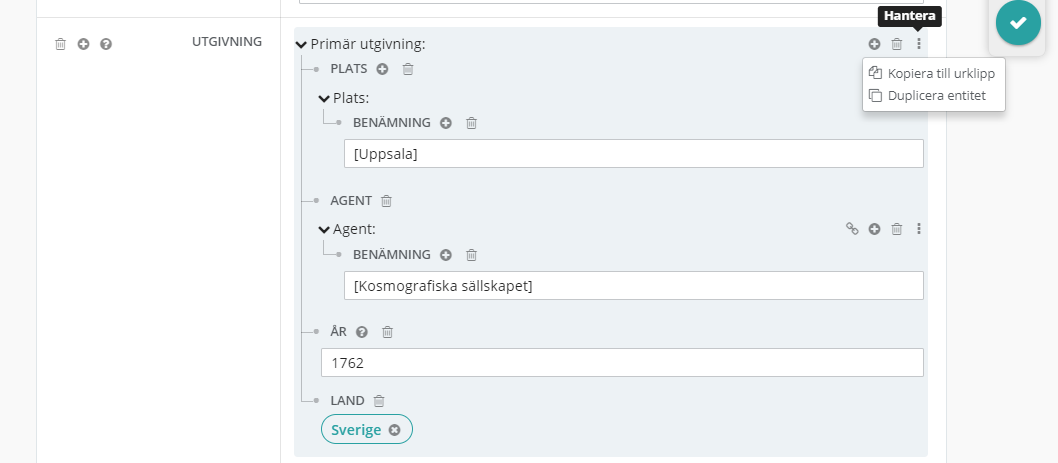 Hantera
UTGIVNING
Primär utgivning:
Kopiera till urklipp
Duplicera entitet
PLATS
Plats:
BENÄMNING
[Uppsala]
AGENT
Agent:
BENÄMNING
[Kosmografiska sällskapet]
ÅR
1762
LAND
Sverige